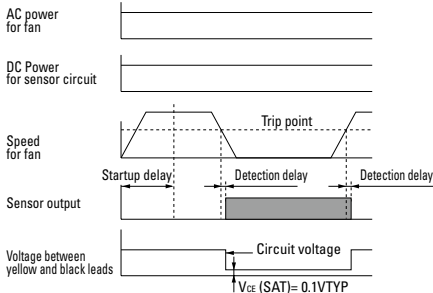 AC power
for fan
DC Power
for sensor circuit
Trip point
Speed
for fan
Startup delay
Detection delay
Detection delay
Sensor output
Circuit voltage
Voltage between
yellow and black leads
VCE (SAT)= 0.1VTYP